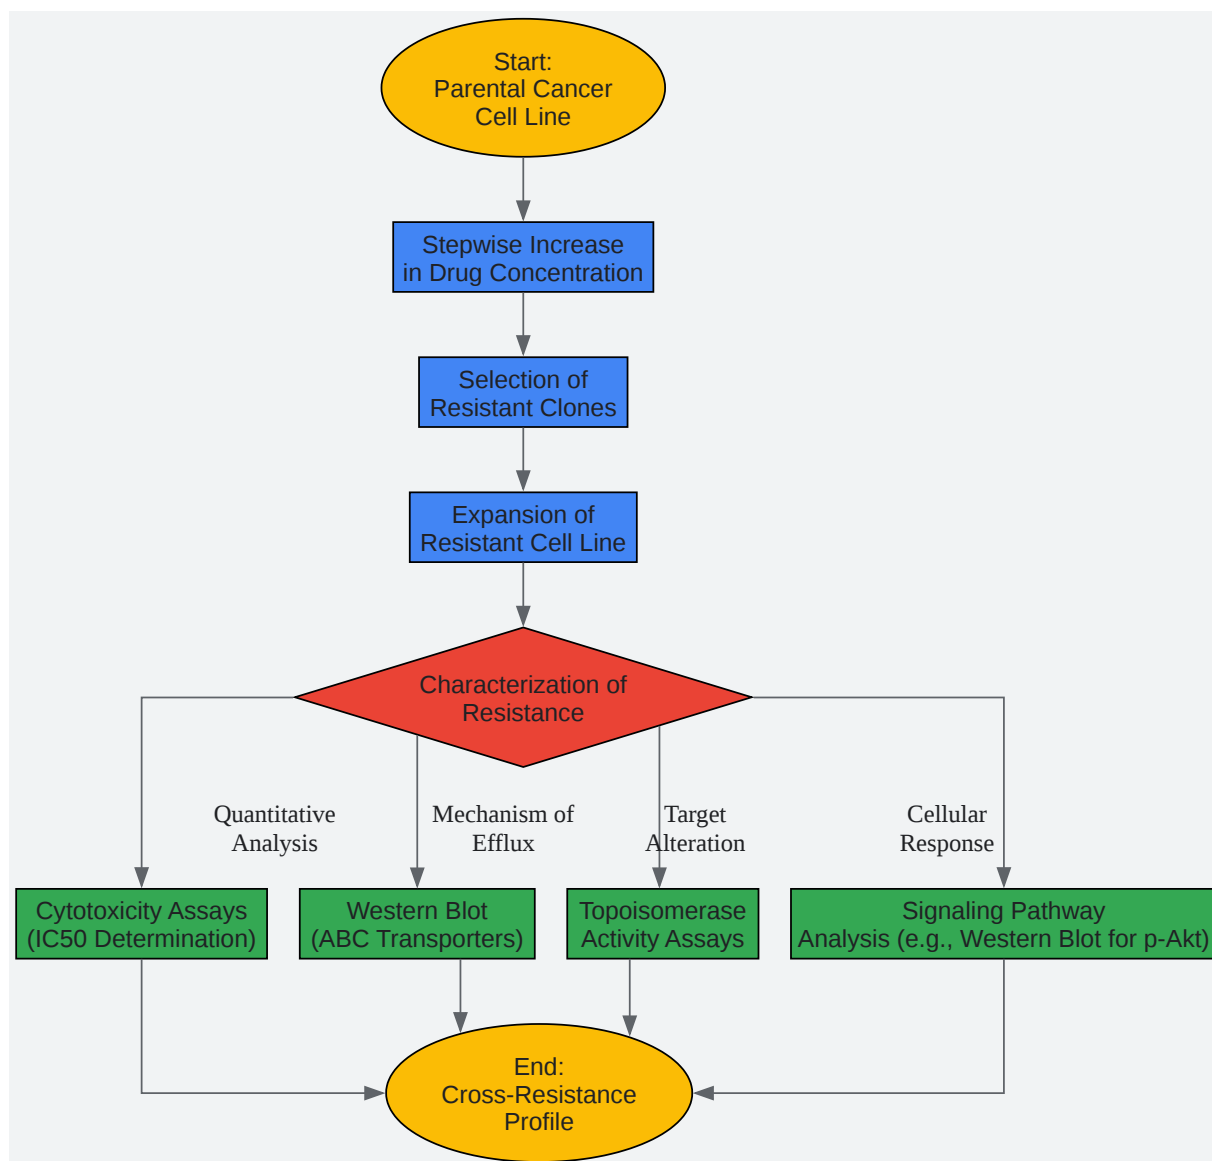 Start:
Parental Cancer
Cell Line
Stepwise Increase
in Drug Concentration
Selection of
Resistant Clones
Expansion of
Resistant Cell Line
Characterization of
Resistance
Quantitative
Analysis
Mechanism of
Efflux
Target
Alteration
Cellular
Response
Cytotoxicity Assays
(IC50 Determination)
Western Blot
(ABC Transporters)
Topoisomerase
Activity Assays
Signaling Pathway
Analysis (e.g., Western Blot for p-Akt)
End:
Cross-Resistance
Profile